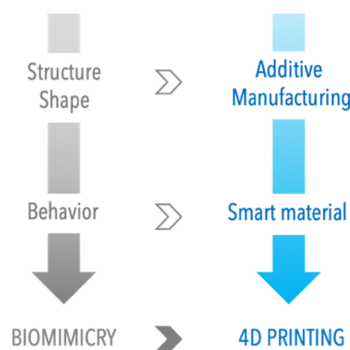 Structure
Shape
Additive
Manufacturing
Behavior
Smart material
BIOMIMICRY
4D PRINTING